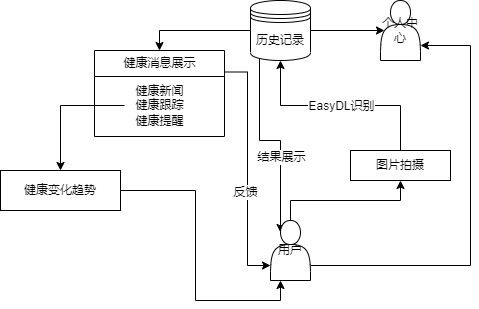 个人中
心
历史记录
健康消息展示
健康新闻
健康跟踪
健康提醒
EasyDL识别
结果展示
图片拍摄
健康变化趋势
反馈
用户